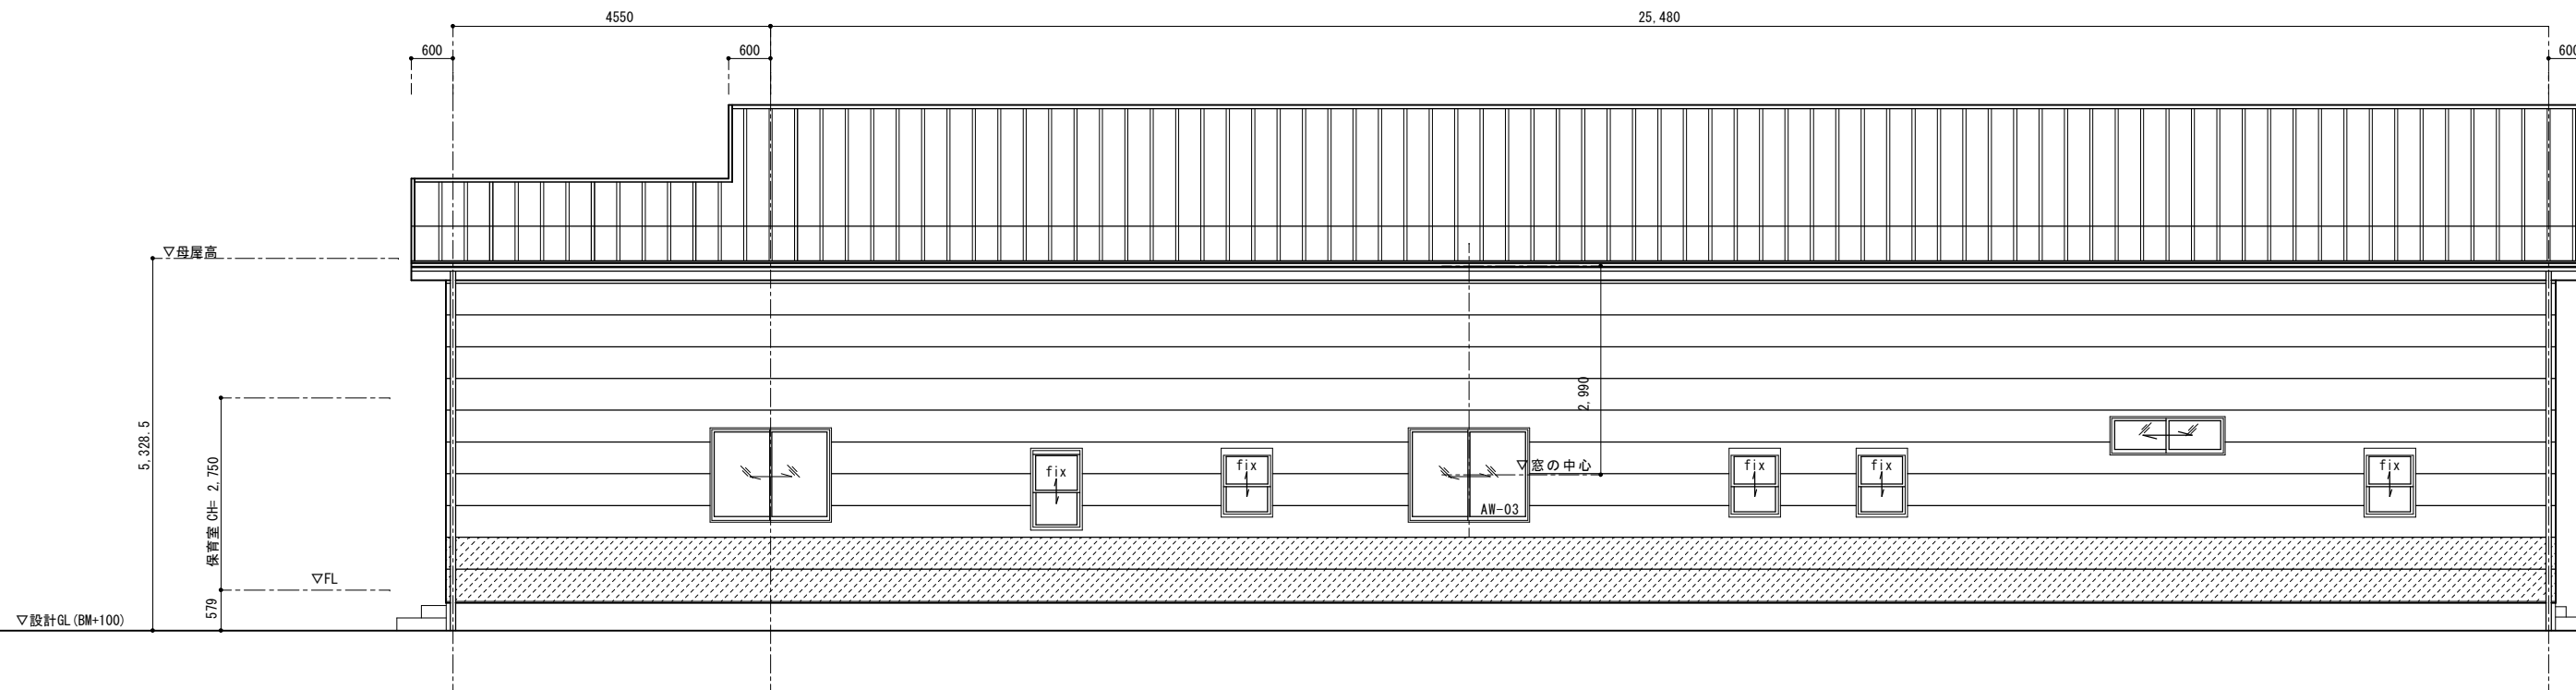 4550
25,480
600
600
600
▽母屋高
5,328.5
2,990
保育室 CH= 2,750
fix
fix
▽窓の中心
fix
fix
fix
AW-03
▽FL
579
▽設計GL(BM+100)